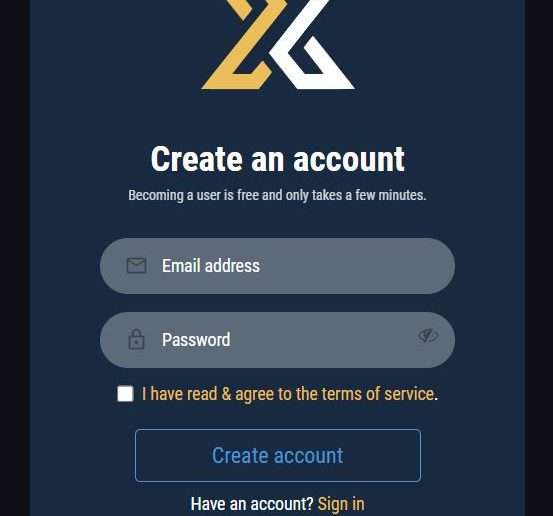 Create an account
Becoming a user is free and only takes a few minutes.
Email address
Password
I have read & agree to the terms of service.
Create account
Have an account? Sign in